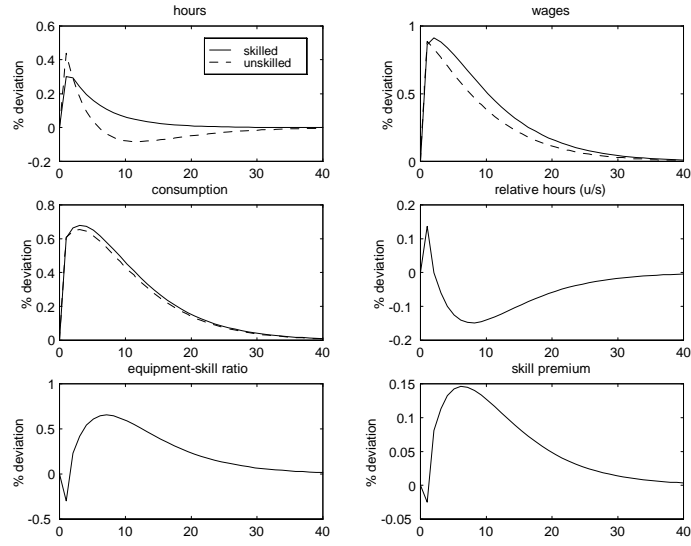 hours
0.6
0.4
0.2
0
-0.2
% deviation
skilled
unskilled
0 10 20 30 40
wages
1
0.5
0
% deviation
0 10 20 30 40
consumption
0.8
0.6
0.4
0.2
0
% deviation
0 10 20 30 40
relative hours (u/s)
0.2
0.1
0
-0.1
-0.2
% deviation
0 10 20 30 40
equipment-skill ratio
1
0.5
0
-0.5
% deviation
0 10 20 30 40
skill premium
0.15
0.1
0.05
0
-0.05
% deviation
0 10 20 30 40